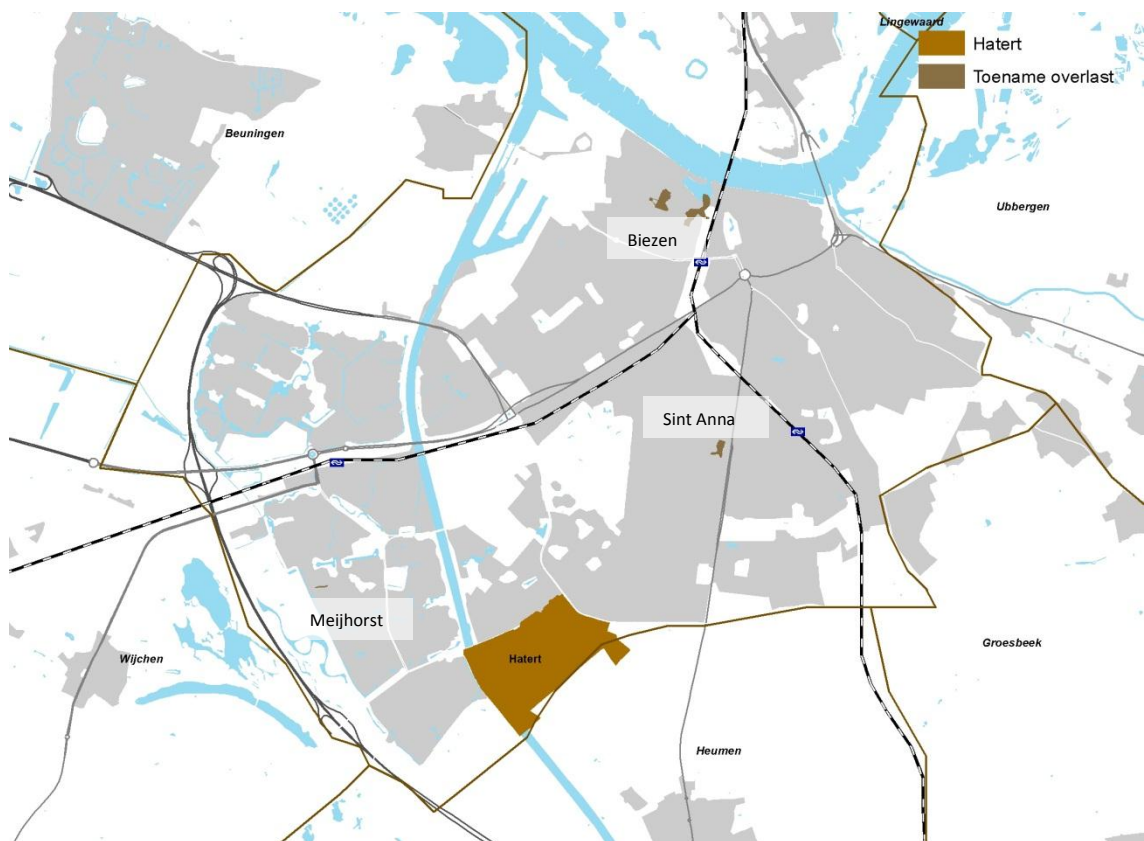 Lingewaard
Hatert
Toename overlast
Beuningen
Ubbergen
Biezen
Sint Anna
Meijhorst
Hatert
Wijchen
Groesbeek
Heumen